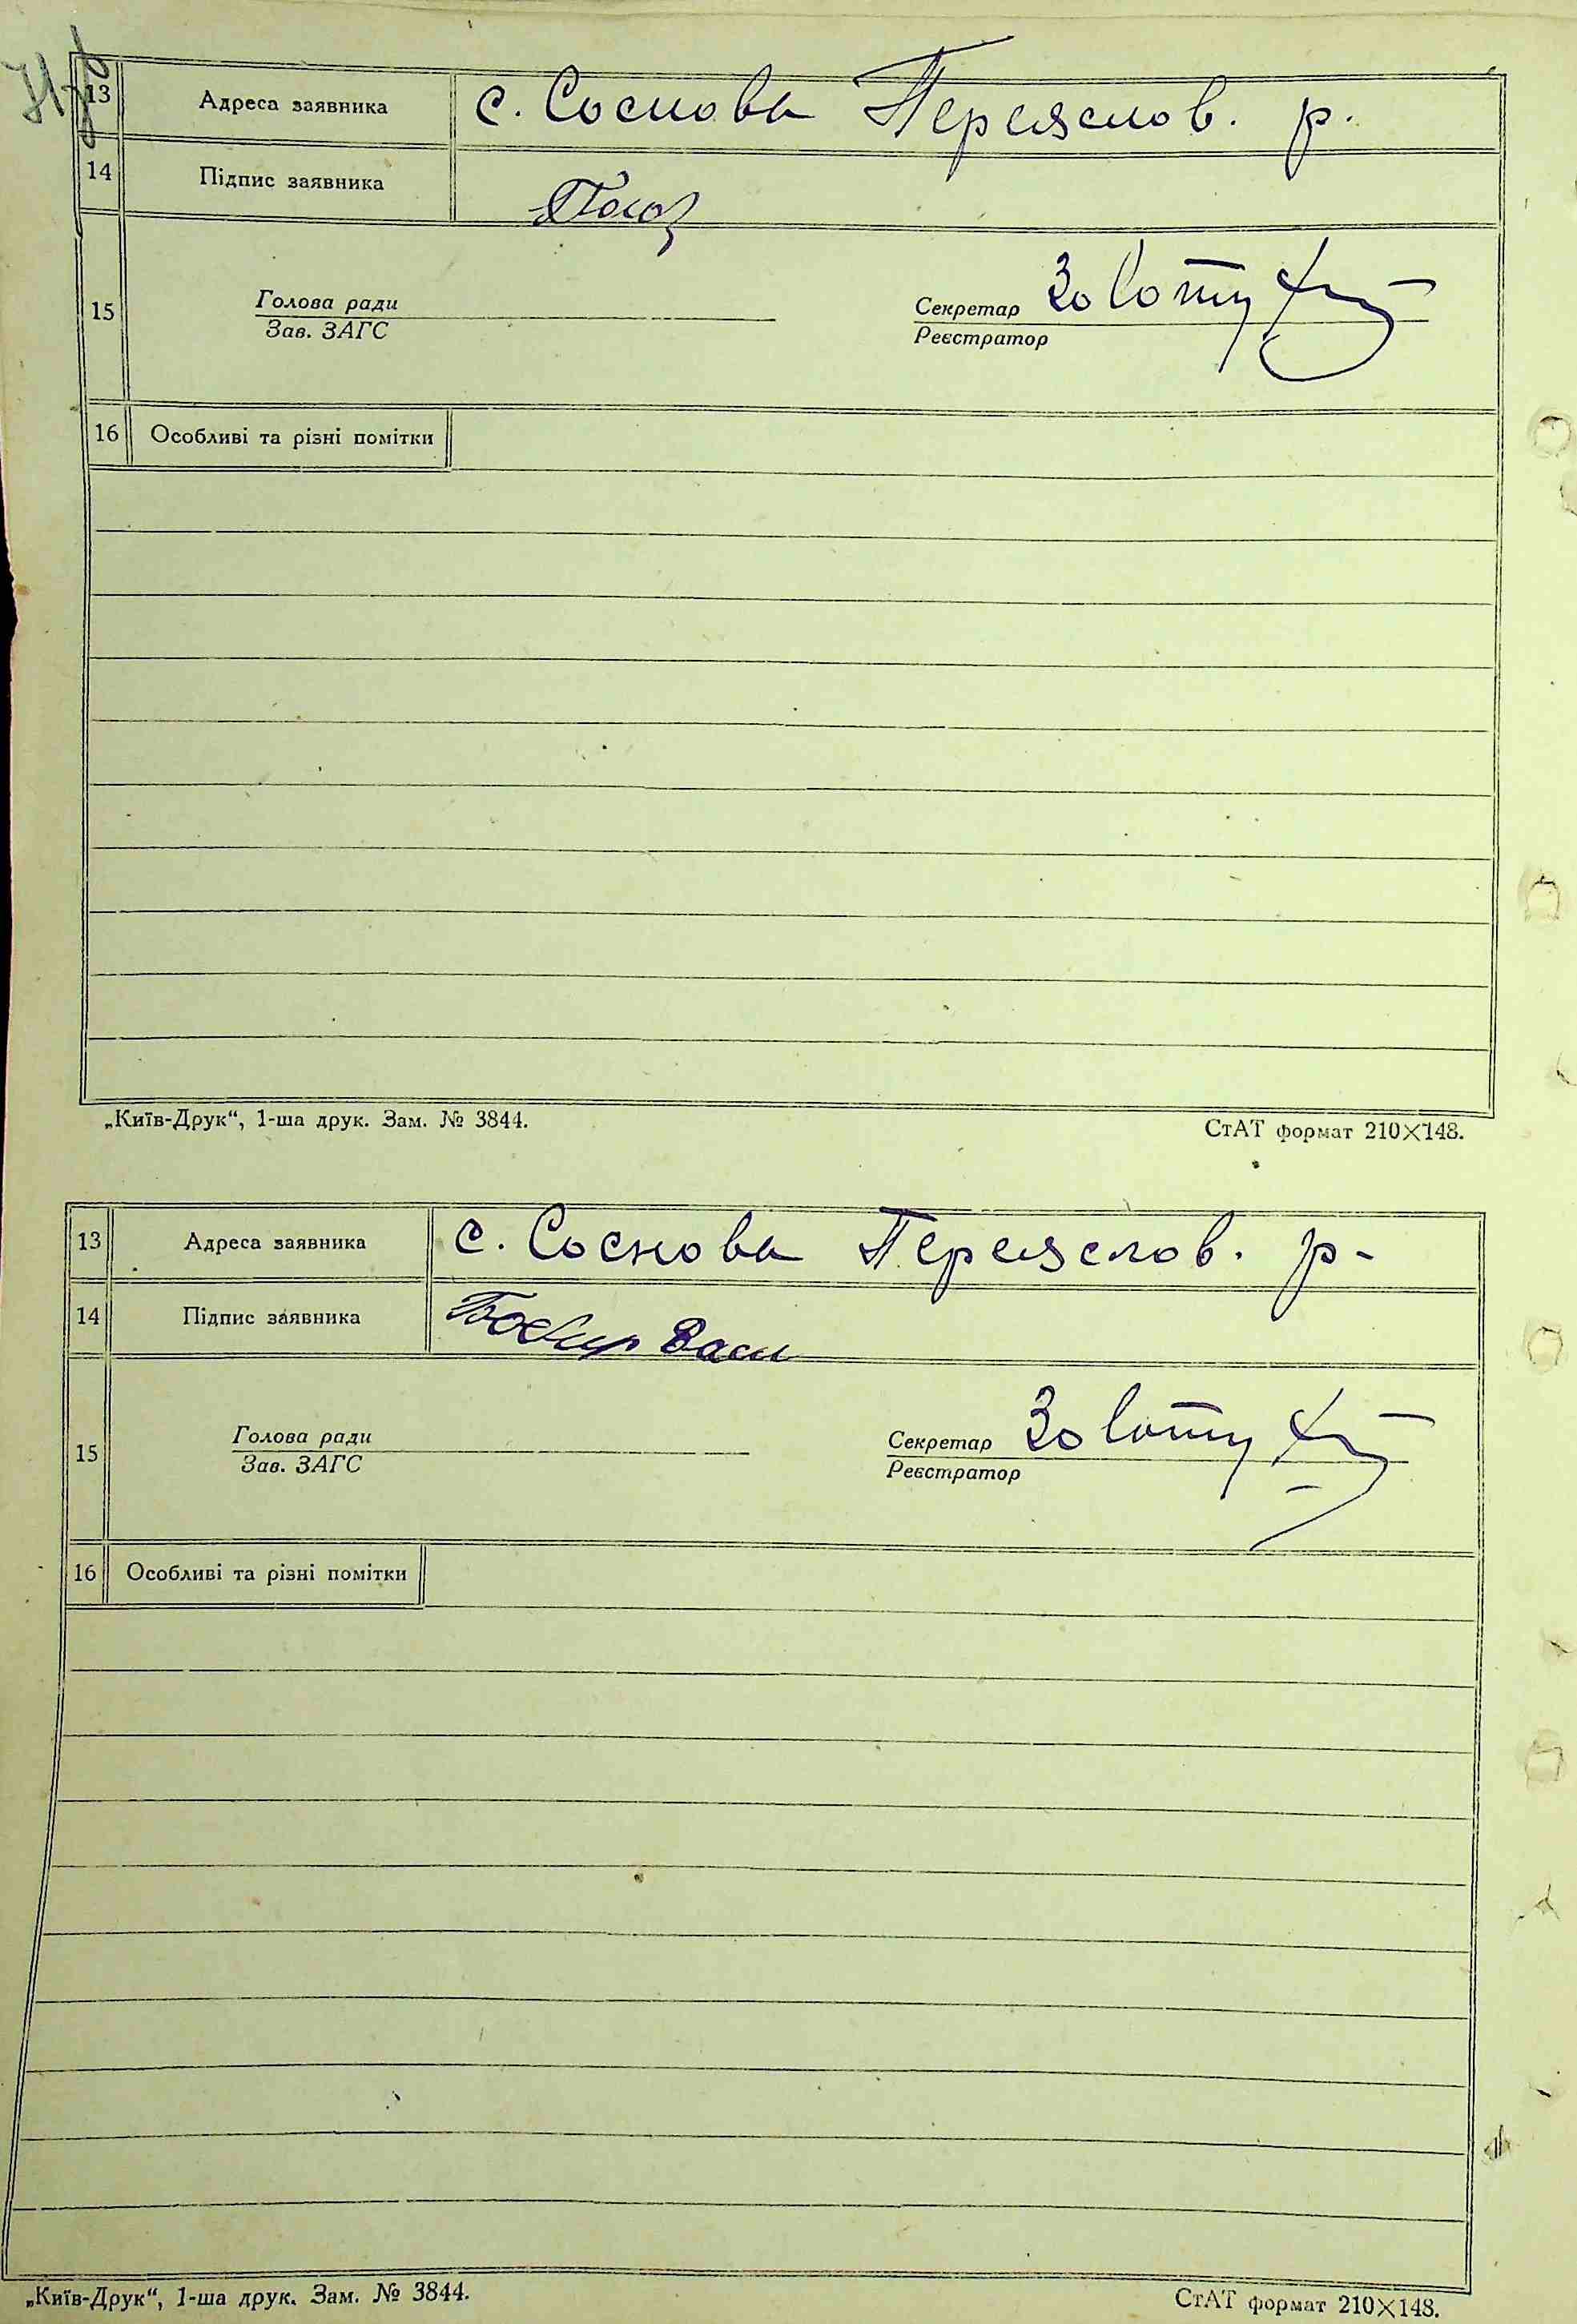 13 Адреса заявника с. Соснова Переяслов. р.
14 Підпис заявника
15 Голова ради Секретар Золоту
Зав. ЗАГС Реєстратор
16 Особливі та різні помітки
„Київ-Друк“, 1-ша друк. Зам. № 3844. СтАТ формат 210×148.
13 Адреса заявника с. Соснова Переяслов. р-
14 Підпис заявника Васи
15 Голова ради Секретар Золоту
Зав. ЗАГС Реєстратор
16 Особливі та різні помітки
„Київ-Друк“, 1-ша друк. Зам. № 3844. СтАТ формат 210×148.